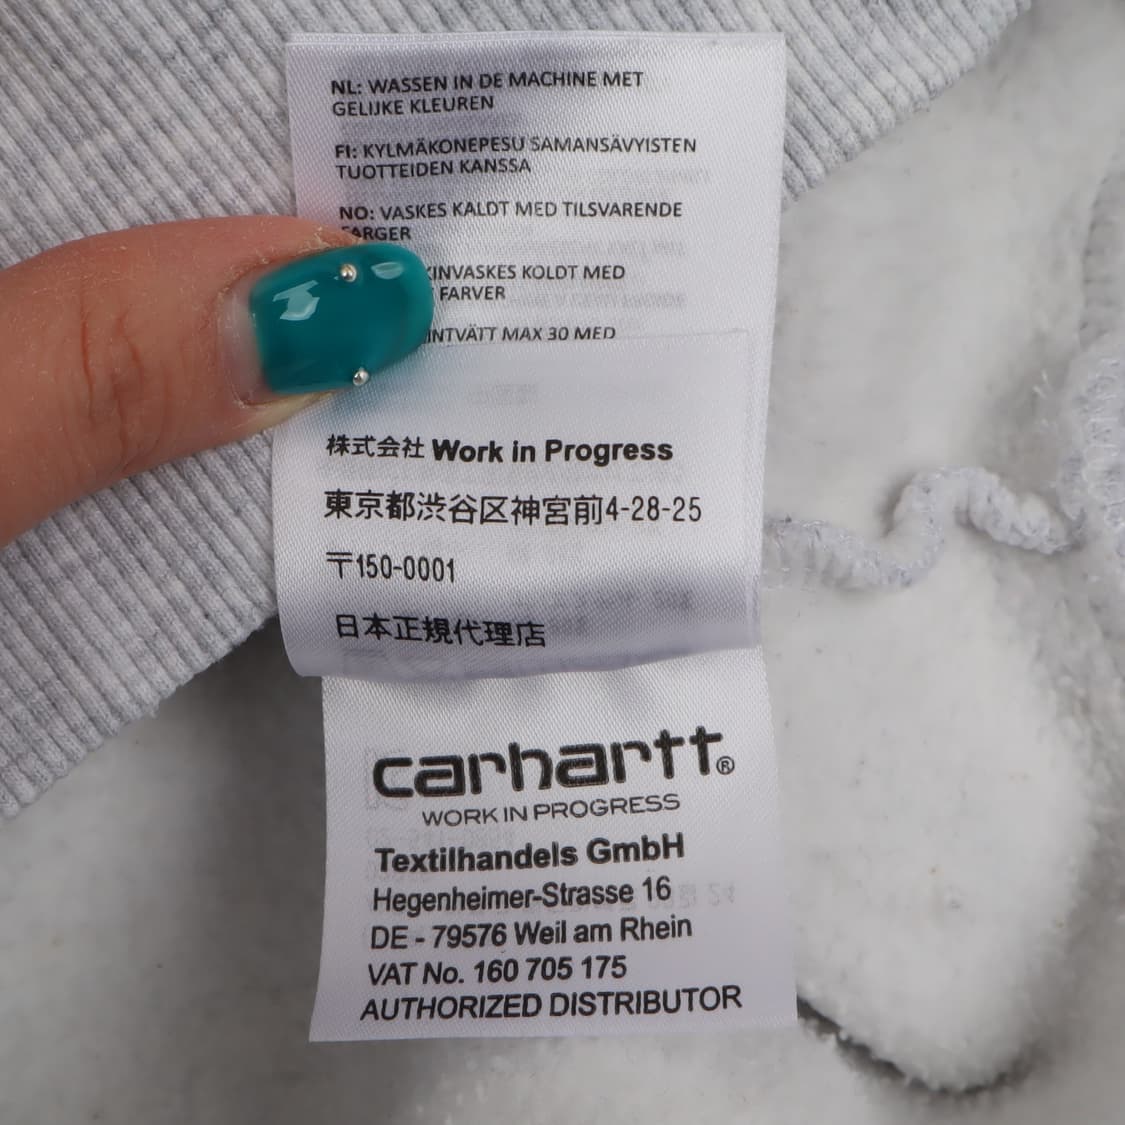 NL: WASSEN IN DE MACHINE MET
GELIJKE KLEUREN
FI: KYLMÄKONEPESU SAMANSÄVYISTEN
TUOTTEIDEN KANSSA
NO: VASKES KALDT MED TILSVARENDE
FARGER
KOLDT MED
FARVER
MAX 30 MED
株式会社 Work in Progress
東京都渋谷区神宮前4-28-25
〒150-0001
日本正規代理店
carhartt®
WORK IN PROGRESS
Textilhandels GmbH
Hegenheimer-Strasse 16
DE - 79576 Weil am Rhein
VAT No. 160 705 175
AUTHORIZED DISTRIBUTOR